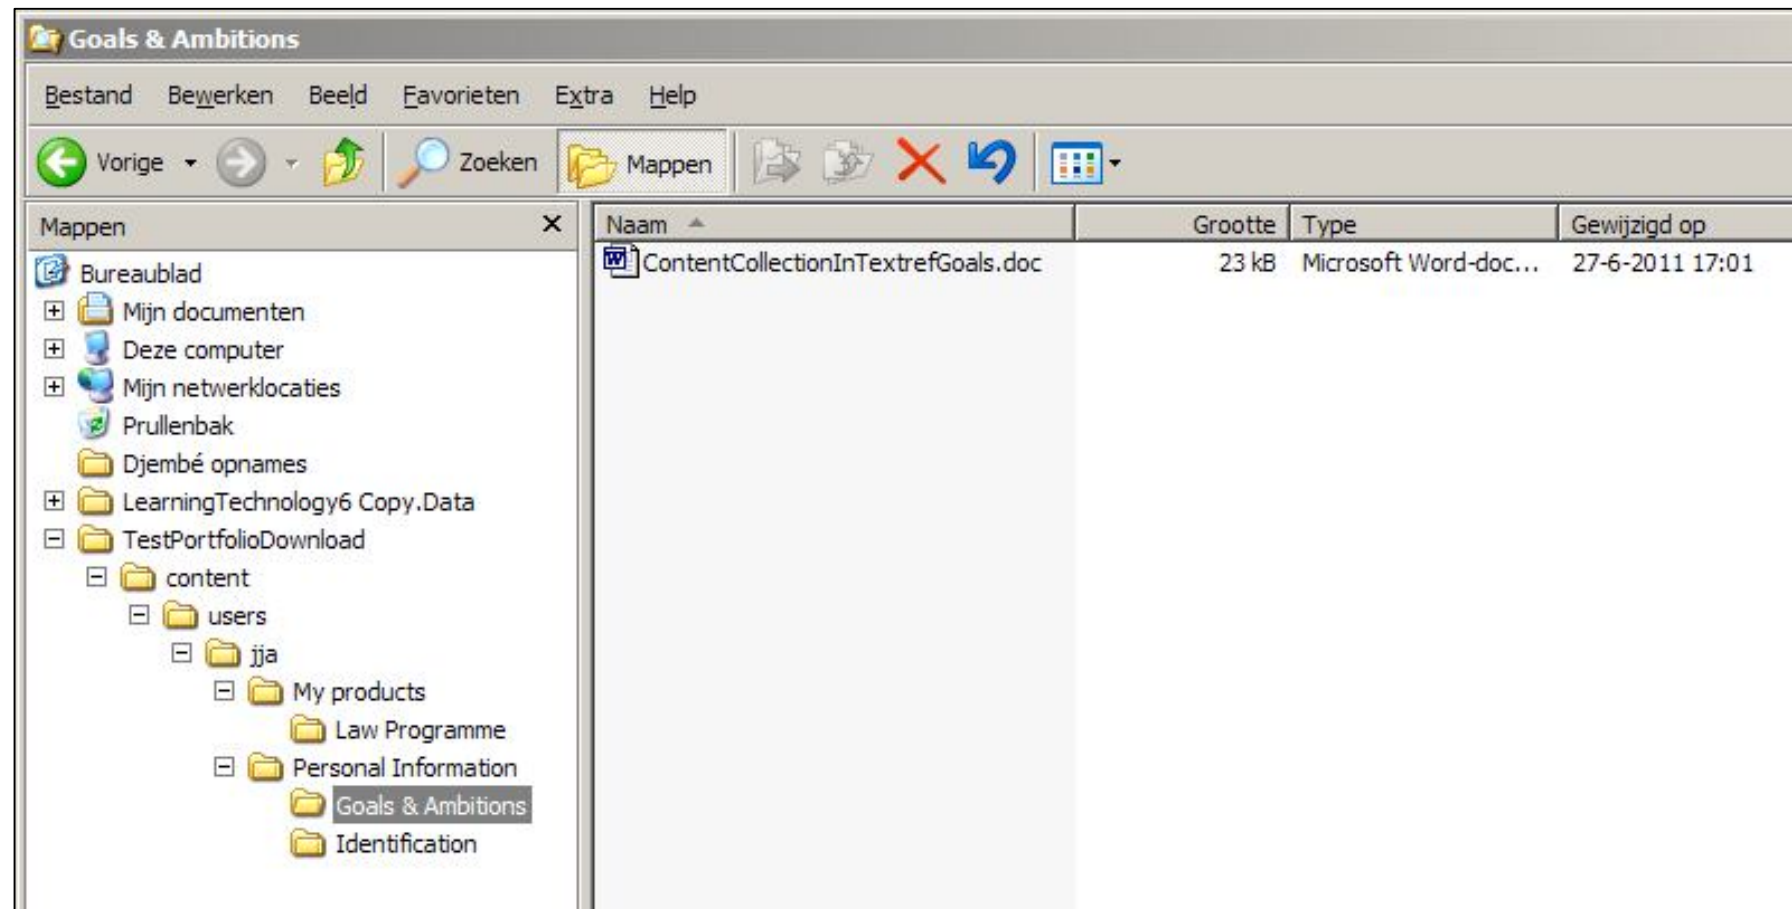 Goals & Ambitions
Bestand Bewerken Beeld Favorieten Extra Help
Vorige Zoeken Mappen
Mappen
Naam Grootte Type Gewijzigd op
ContentCollectionInTextrefGoals.doc 23 kB Microsoft Word-doc... 27-6-2011 17:01
Bureaublad
Mijn documenten
Deze computer
Mijn netwerklocaties
Prullenbak
Djembé opnames
LearningTechnology6 Copy.Data
TestPortfolioDownload
content
users
jja
My products
Law Programme
Personal Information
Goals & Ambitions
Identification